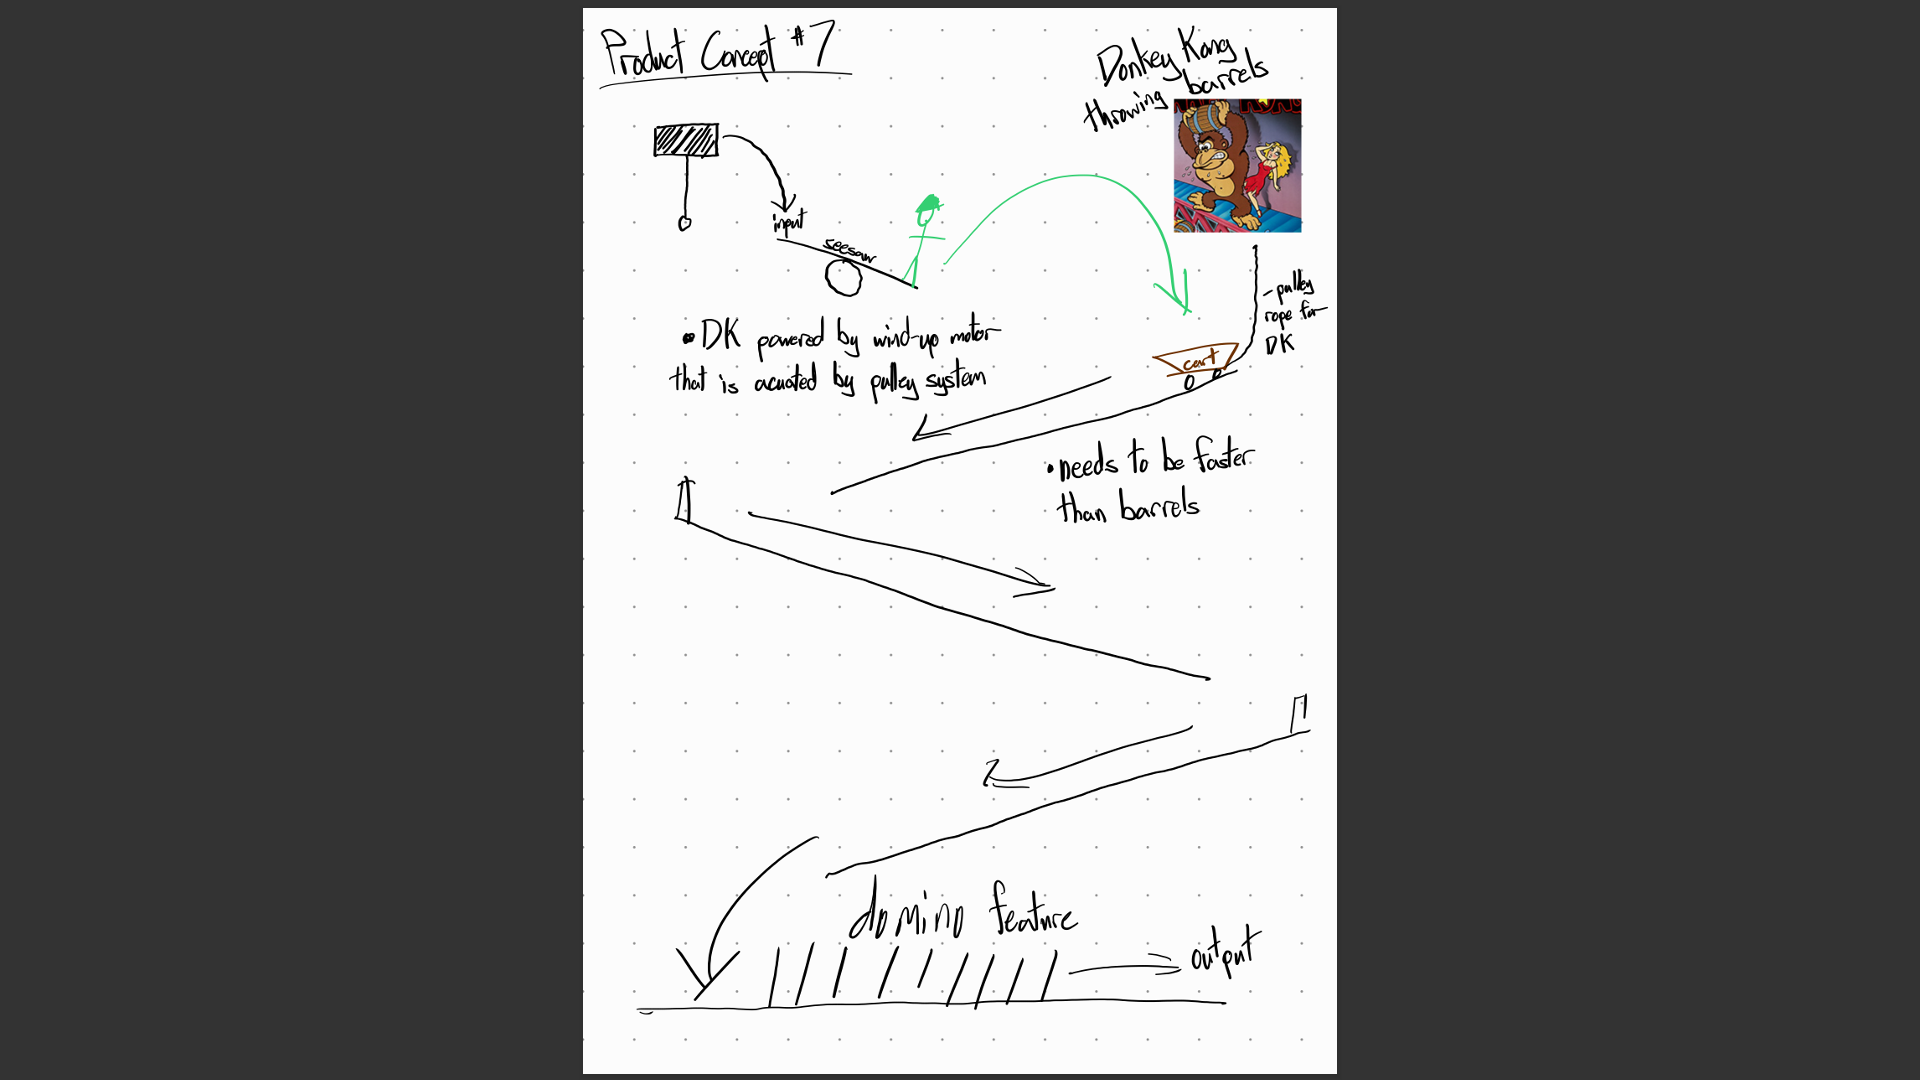 Product Concept #7
Donkey Kong
throwing barrels
input
seesaw
- pulley
rope for
DK
• DK powered by wind-up motor
that is acuated by pulley system
cart
• needs to be faster
than barrels
domino feature
output